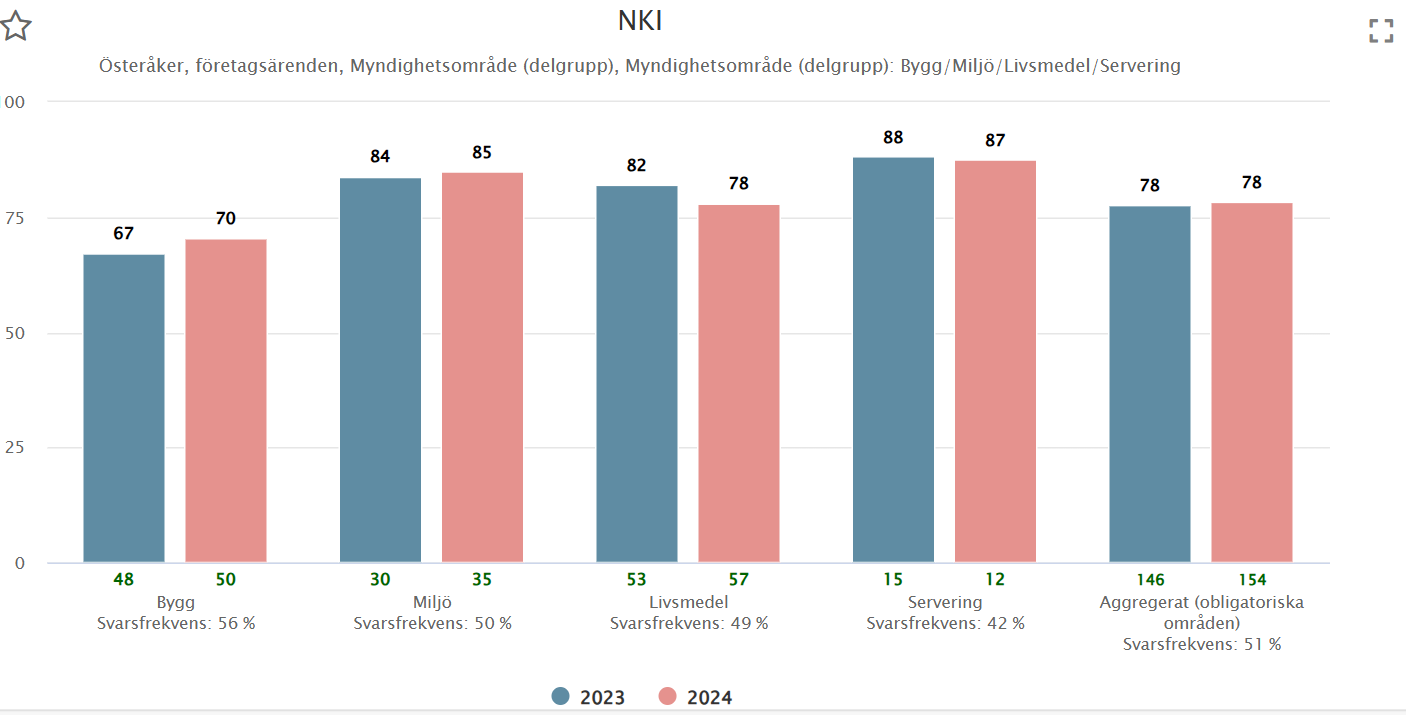 NKI
Österåker, företagsärenden, Myndighetsområde (delgrupp), Myndighetsområde (delgrupp): Bygg/Miljö/Livsmedel/Servering
100
75
50
25
0
67 70 84 85 82 78 88 87 78 78
48 50 30 35 53 57 15 12 146 154
Bygg Miljö Livsmedel Servering Aggregerat (obligatoriska
Svarsfrekvens: 56 % Svarsfrekvens: 50 % Svarsfrekvens: 49 % Svarsfrekvens: 42 % områden)
Svarsfrekvens: 51 %
2023 2024